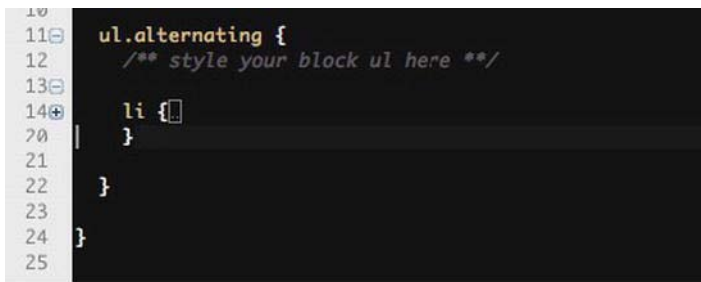 10
11 ul.alternating {
12 /** style your block ul here **/
13
14 li {..
20 }
21
22 }
23
24 }
25